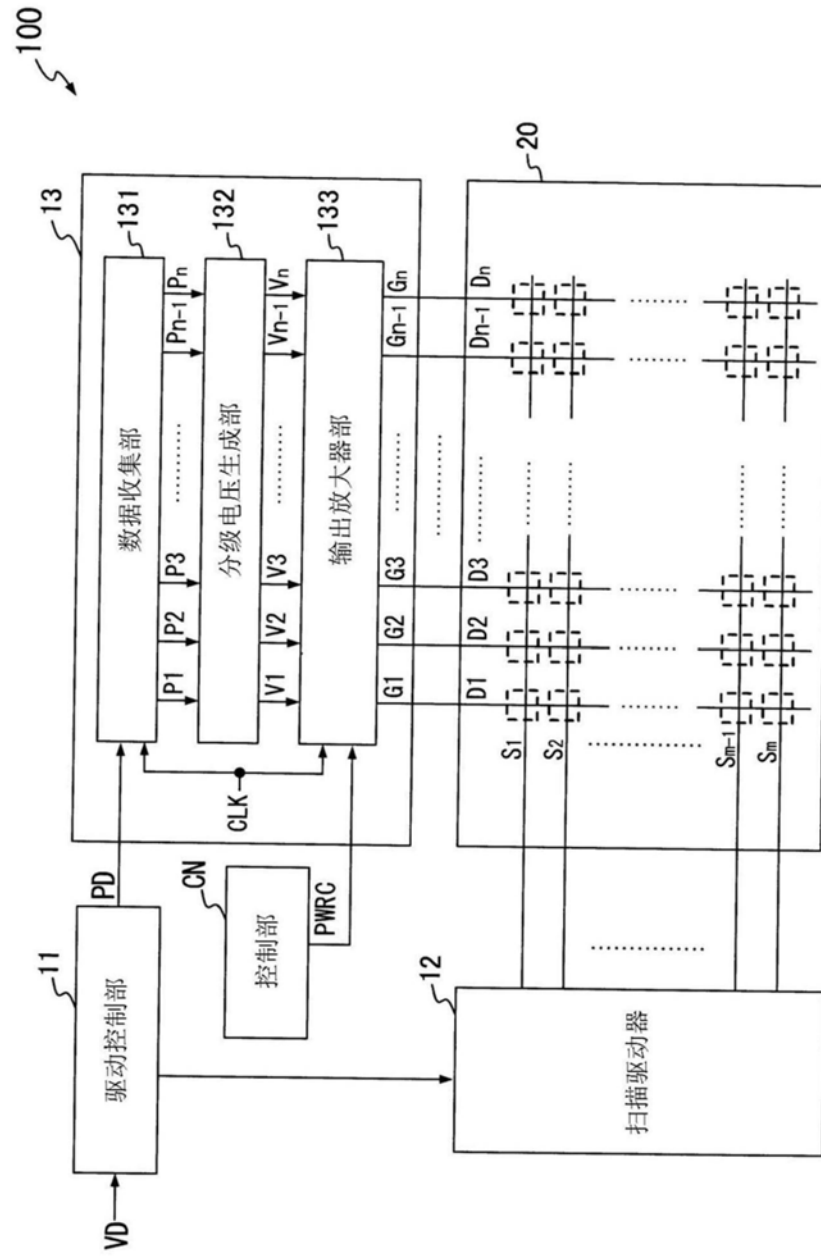 100
13
131
数据收集部
P1 P2 P3 ········· Pn-1 Pn
132
分级电压生成部
V1 V2 V3 ········· Vn-1 Vn
133
输出放大器部
CLK
G1 G2 G3 ········· Gn-1 Gn
11
驱动控制部
VD
PD
CN
控制部
PWRC
20
D1 D2 D3 ········· Dn-1 Dn
S1
S2
Sm-1
Sm
12
扫描驱动器